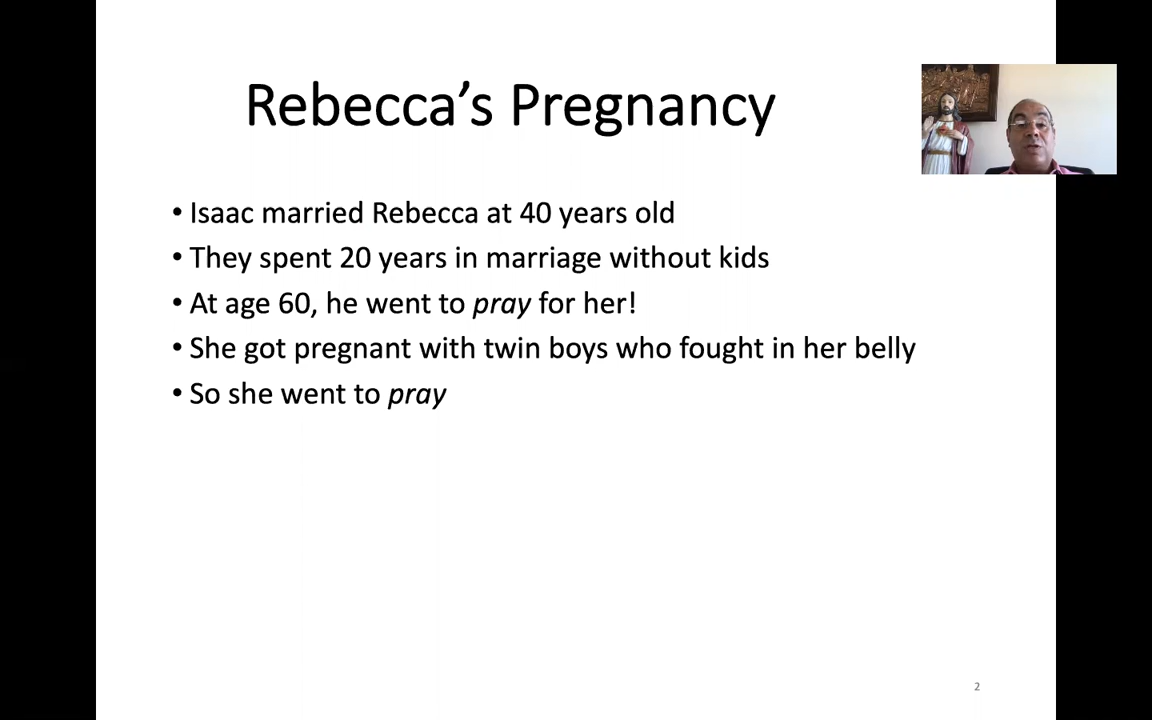 Rebecca’s Pregnancy
• Isaac married Rebecca at 40 years old
• They spent 20 years in marriage without kids
• At age 60, he went to pray for her!
• She got pregnant with twin boys who fought in her belly
• So she went to pray
2